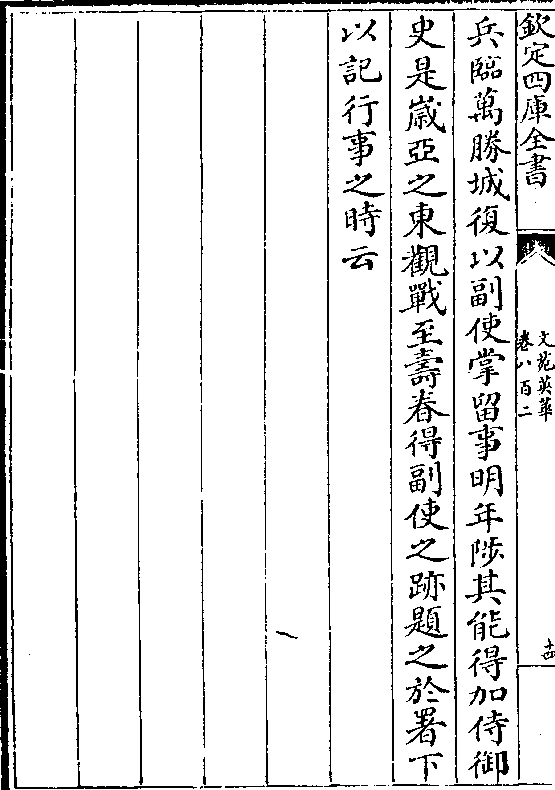 欽定四庫全書
文苑英華
卷八百二
十四
兵臨萬勝城復以副使掌留事明年陟其能得加侍御
史是嵗亞之東觀戰至壽春得副使之跡題之於署下
以記行事之時云